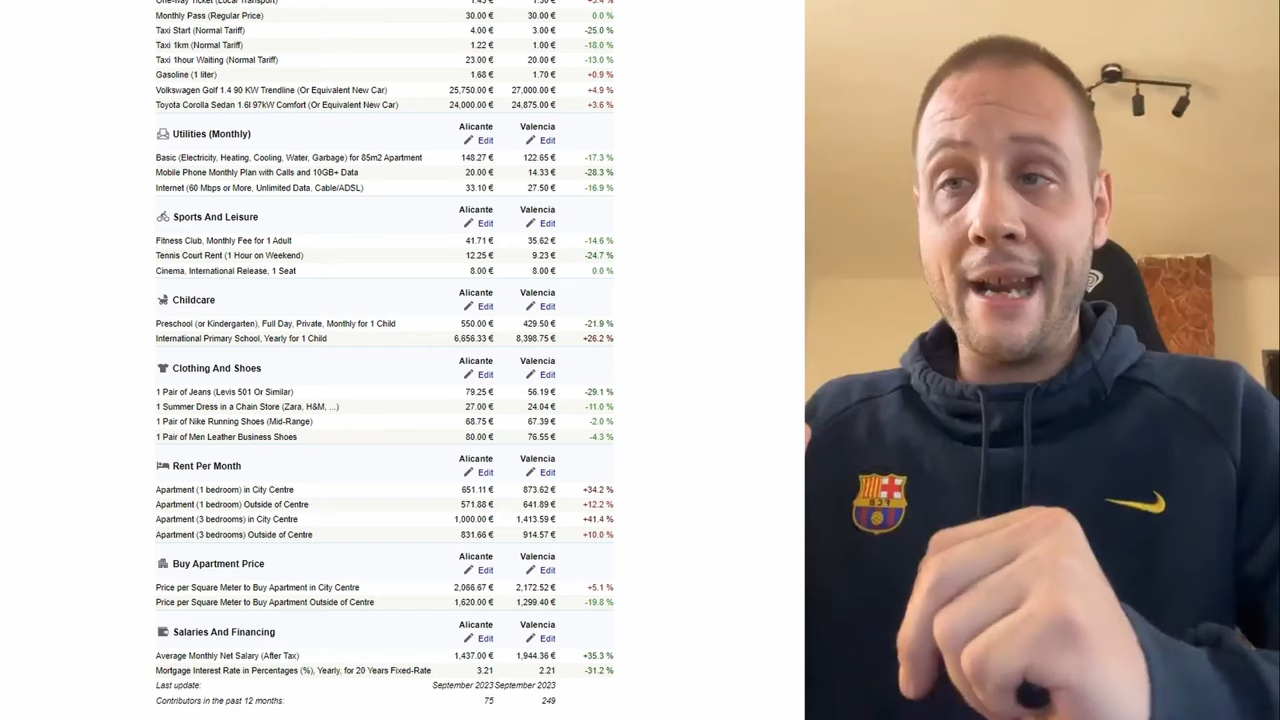 One-way Ticket (Local Transport) 1.45 € 1.50 € +3.4 %
Monthly Pass (Regular Price) 30.00 € 30.00 € 0.0 %
Taxi Start (Normal Tariff) 4.00 € 3.00 € -25.0 %
Taxi 1km (Normal Tariff) 1.22 € 1.00 € -18.0 %
Taxi 1hour Waiting (Normal Tariff) 23.00 € 20.00 € -13.0 %
Gasoline (1 liter) 1.68 € 1.70 € +0.9 %
Volkswagen Golf 1.4 90 KW Trendline (Or Equivalent New Car) 25,750.00 € 27,000.00 € +4.9 %
Toyota Corolla Sedan 1.6l 97kW Comfort (Or Equivalent New Car) 24,000.00 € 24,875.00 € +3.6 %
Utilities (Monthly) Alicante Valencia
Edit Edit
Basic (Electricity, Heating, Cooling, Water, Garbage) for 85m2 Apartment 148.27 € 122.65 € -17.3 %
Mobile Phone Monthly Plan with Calls and 10GB+ Data 20.00 € 14.33 € -28.3 %
Internet (60 Mbps or More, Unlimited Data, Cable/ADSL) 33.10 € 27.50 € -16.9 %
Sports And Leisure Alicante Valencia
Edit Edit
Fitness Club, Monthly Fee for 1 Adult 41.71 € 35.62 € -14.6 %
Tennis Court Rent (1 Hour on Weekend) 12.25 € 9.23 € -24.7 %
Cinema, International Release, 1 Seat 8.00 € 8.00 € 0.0 %
Childcare Alicante Valencia
Edit Edit
Preschool (or Kindergarten), Full Day, Private, Monthly for 1 Child 550.00 € 429.50 € -21.9 %
International Primary School, Yearly for 1 Child 6,656.33 € 8,398.75 € +26.2 %
Clothing And Shoes Alicante Valencia
Edit Edit
1 Pair of Jeans (Levis 501 Or Similar) 79.25 € 56.19 € -29.1 %
1 Summer Dress in a Chain Store (Zara, H&M, ...) 27.00 € 24.04 € -11.0 %
1 Pair of Nike Running Shoes (Mid-Range) 68.75 € 67.39 € -2.0 %
1 Pair of Men Leather Business Shoes 80.00 € 76.55 € -4.3 %
Rent Per Month Alicante Valencia
Edit Edit
Apartment (1 bedroom) in City Centre 651.11 € 873.62 € +34.2 %
Apartment (1 bedroom) Outside of Centre 571.88 € 641.89 € +12.2 %
Apartment (3 bedrooms) in City Centre 1,000.00 € 1,413.59 € +41.4 %
Apartment (3 bedrooms) Outside of Centre 831.66 € 914.57 € +10.0 %
Buy Apartment Price Alicante Valencia
Edit Edit
Price per Square Meter to Buy Apartment in City Centre 2,066.67 € 2,172.52 € +5.1 %
Price per Square Meter to Buy Apartment Outside of Centre 1,620.00 € 1,299.40 € -19.8 %
Salaries And Financing Alicante Valencia
Edit Edit
Average Monthly Net Salary (After Tax) 1,437.00 € 1,944.36 € +35.3 %
Mortgage Interest Rate in Percentages (%), Yearly, for 20 Years Fixed-Rate 3.21 2.21 -31.2 %
Last update: September 2023 September 2023
Contributors in the past 12 months: 75 249